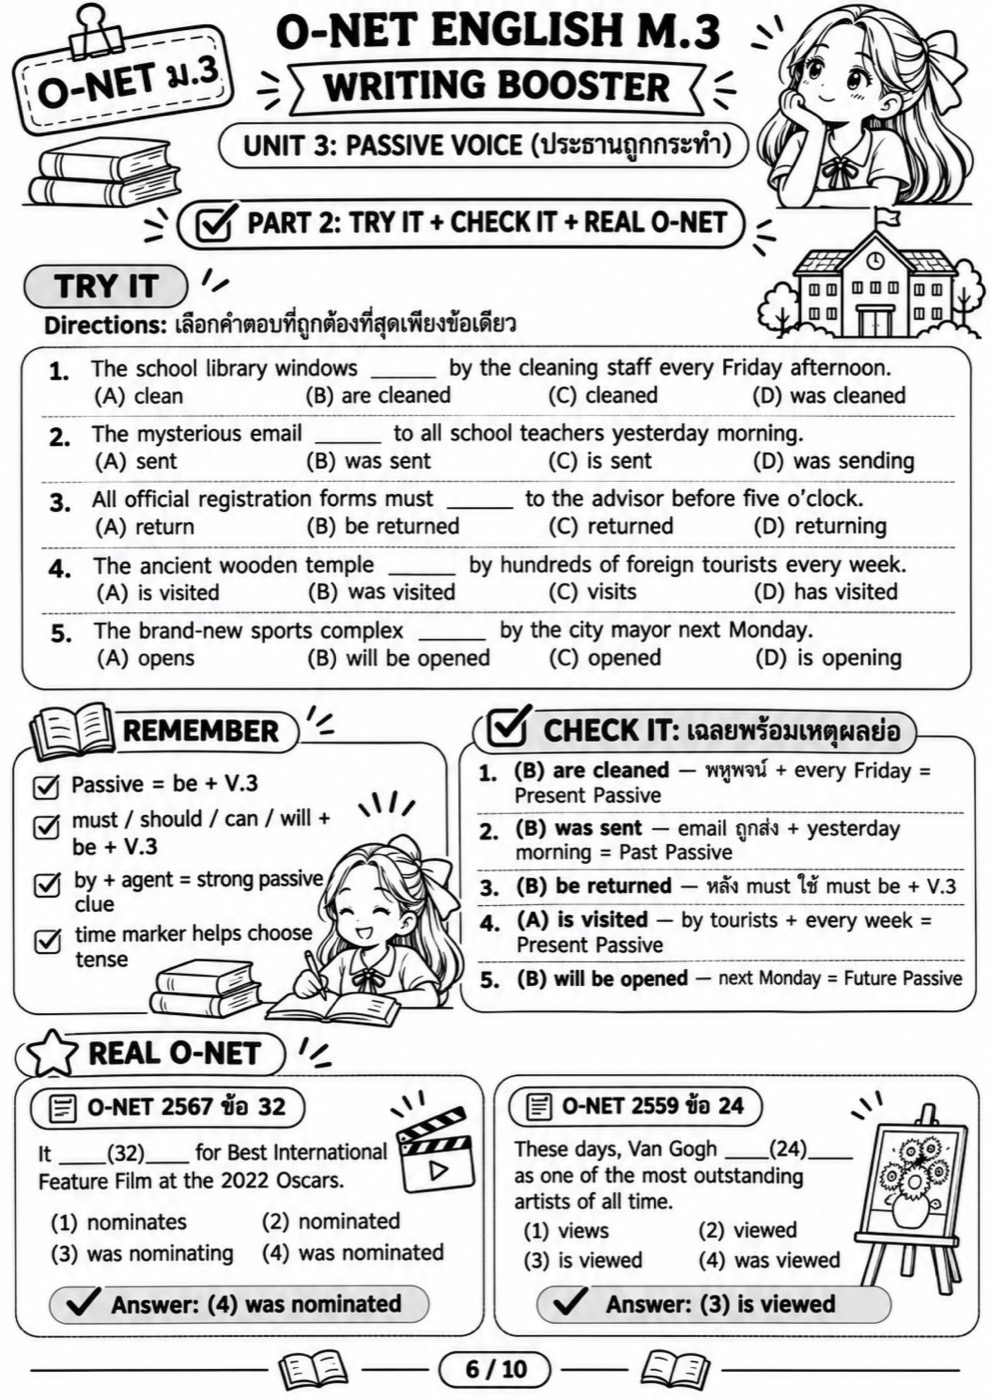 O-NET ม.3
O-NET ENGLISH M.3
WRITING BOOSTER
UNIT 3: PASSIVE VOICE (ประธานถูกกระทำ)
PART 2: TRY IT + CHECK IT + REAL O-NET
TRY IT
Directions: เลือกคำตอบที่ถูกต้องที่สุดเพียงข้อเดียว
1. The school library windows ______ by the cleaning staff every Friday afternoon.
(A) clean (B) are cleaned (C) cleaned (D) was cleaned
2. The mysterious email ______ to all school teachers yesterday morning.
(A) sent (B) was sent (C) is sent (D) was sending
3. All official registration forms must ______ to the advisor before five o'clock.
(A) return (B) be returned (C) returned (D) returning
4. The ancient wooden temple ______ by hundreds of foreign tourists every week.
(A) is visited (B) was visited (C) visits (D) has visited
5. The brand-new sports complex ______ by the city mayor next Monday.
(A) opens (B) will be opened (C) opened (D) is opening
REMEMBER
Passive = be + V.3
must / should / can / will +
be + V.3
by + agent = strong passive
clue
time marker helps choose
tense
CHECK IT: เฉลยพร้อมเหตุผลย่อ
1. (B) are cleaned — พหูพจน์ + every Friday =
Present Passive
2. (B) was sent — email ถูกส่ง + yesterday
morning = Past Passive
3. (B) be returned — หลัง must ใช้ must be + V.3
4. (A) is visited — by tourists + every week =
Present Passive
5. (B) will be opened — next Monday = Future Passive
REAL O-NET
O-NET 2567 ข้อ 32
It ____(32)____ for Best International
Feature Film at the 2022 Oscars.
(1) nominates (2) nominated
(3) was nominating (4) was nominated
Answer: (4) was nominated
O-NET 2559 ข้อ 24
These days, Van Gogh ____(24)____
as one of the most outstanding
artists of all time.
(1) views (2) viewed
(3) is viewed (4) was viewed
Answer: (3) is viewed
6 / 10